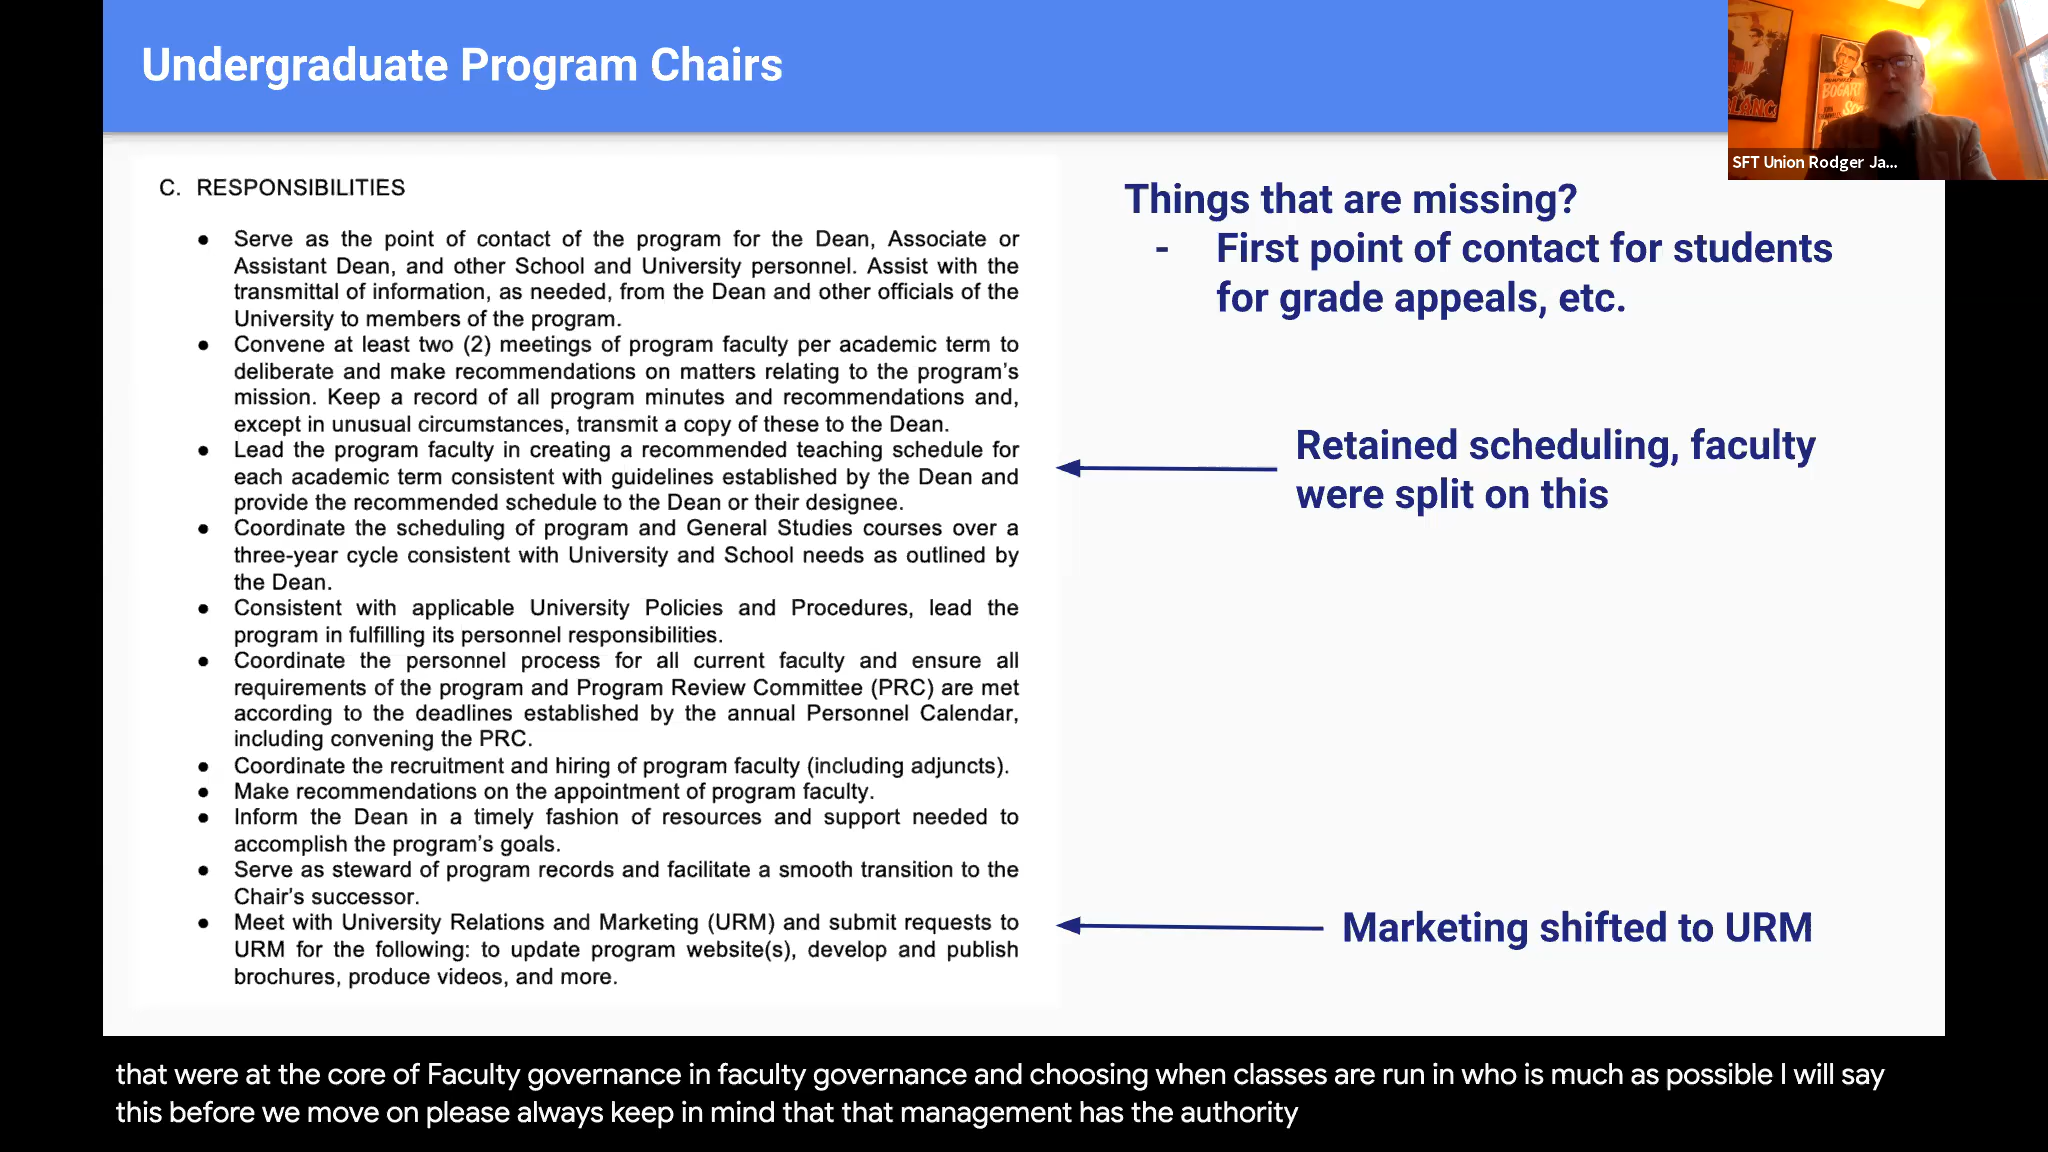 Undergraduate Program Chairs
BOGART
SFT Union Rodger Ja...
C. RESPONSIBILITIES
● Serve as the point of contact of the program for the Dean, Associate or
Assistant Dean, and other School and University personnel. Assist with the
transmittal of information, as needed, from the Dean and other officials of the
University to members of the program.
● Convene at least two (2) meetings of program faculty per academic term to
deliberate and make recommendations on matters relating to the program's
mission. Keep a record of all program minutes and recommendations and,
except in unusual circumstances, transmit a copy of these to the Dean.
● Lead the program faculty in creating a recommended teaching schedule for
each academic term consistent with guidelines established by the Dean and
provide the recommended schedule to the Dean or their designee.
● Coordinate the scheduling of program and General Studies courses over a
three-year cycle consistent with University and School needs as outlined by
the Dean.
● Consistent with applicable University Policies and Procedures, lead the
program in fulfilling its personnel responsibilities.
● Coordinate the personnel process for all current faculty and ensure all
requirements of the program and Program Review Committee (PRC) are met
according to the deadlines established by the annual Personnel Calendar,
including convening the PRC.
● Coordinate the recruitment and hiring of program faculty (including adjuncts).
● Make recommendations on the appointment of program faculty.
● Inform the Dean in a timely fashion of resources and support needed to
accomplish the program's goals.
● Serve as steward of program records and facilitate a smooth transition to the
Chair's successor.
● Meet with University Relations and Marketing (URM) and submit requests to
URM for the following: to update program website(s), develop and publish
brochures, produce videos, and more.
Things that are missing?
- First point of contact for students
for grade appeals, etc.
Retained scheduling, faculty
were split on this
Marketing shifted to URM
that were at the core of Faculty governance in faculty governance and choosing when classes are run in who is much as possible I will say
this before we move on please always keep in mind that that management has the authority